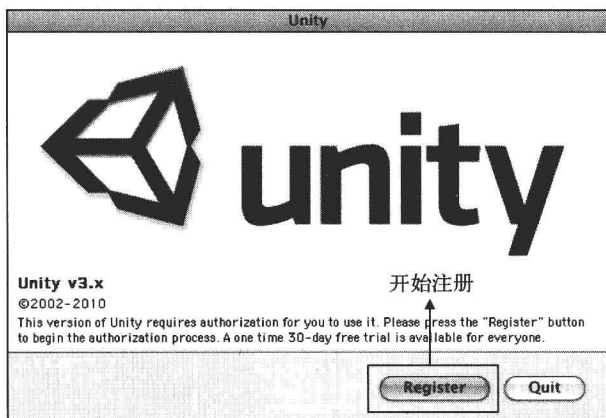 Unity
unity
Unity v3.x
©2002-2010
开始注册
This version of Unity requires authorization for you to use it. Please press the "Register" button
to begin the authorization process. A one time 30-day free trial is available for everyone.
Register
Quit